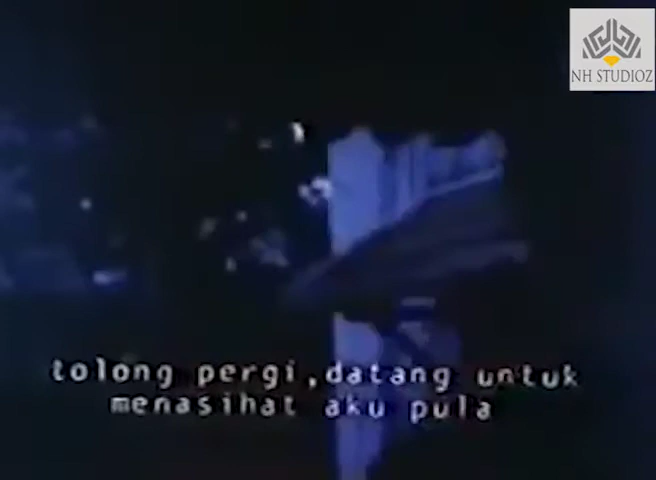 NH STUDIOZ
tolong pergi,datang untuk
menasihat aku pula